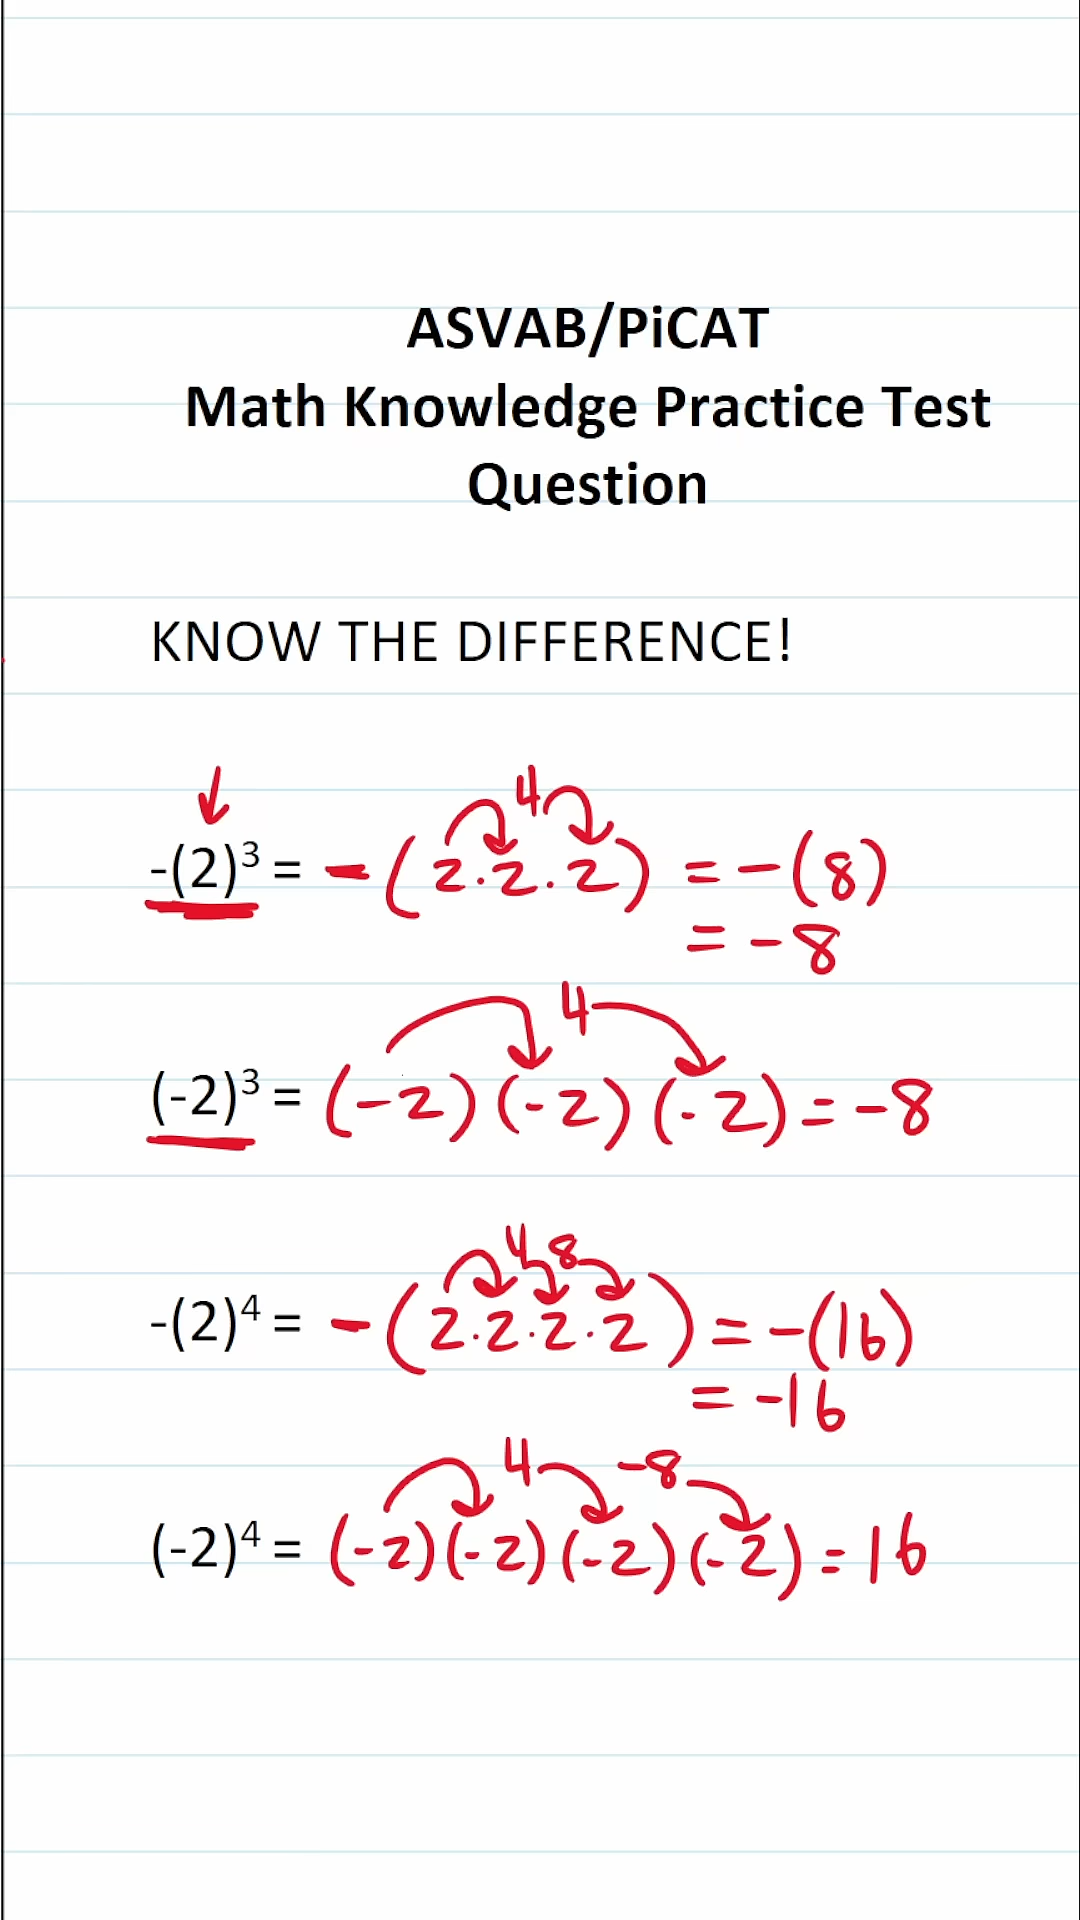 ASVAB/PiCAT
Math Knowledge Practice Test
Question
KNOW THE DIFFERENCE!
4
-(2)³ = -(2·2·2) = -(8)
= -8
4
(-2)³ = (-2)(-2)(-2) = -8
4 8
-(2)⁴ = -(2·2·2·2) = -(16)
= -16
4 -8
(-2)⁴ = (-2)(-2)(-2)(-2) = 16